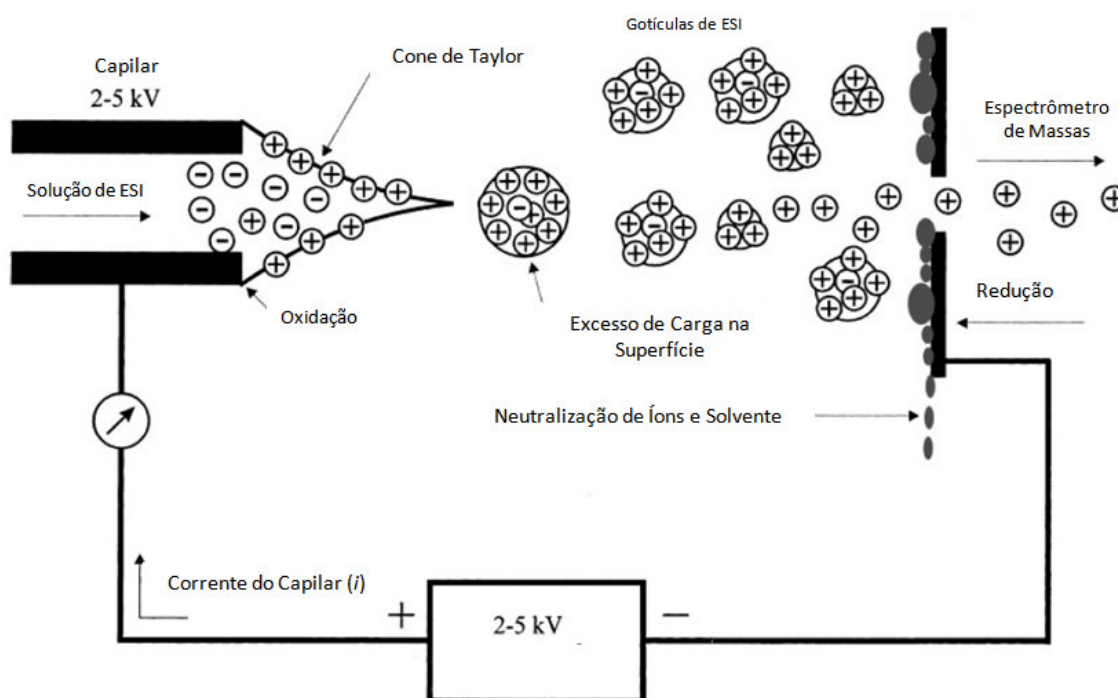 Gotículas de ESI
Cone de Taylor
Capilar
2-5 kV
Espectrômetro
de Massas
Solução de ESI
Oxidação
Redução
Excesso de Carga na
Superfície
Neutralização de Íons e Solvente
Corrente do Capilar (i)
+
2-5 kV
−